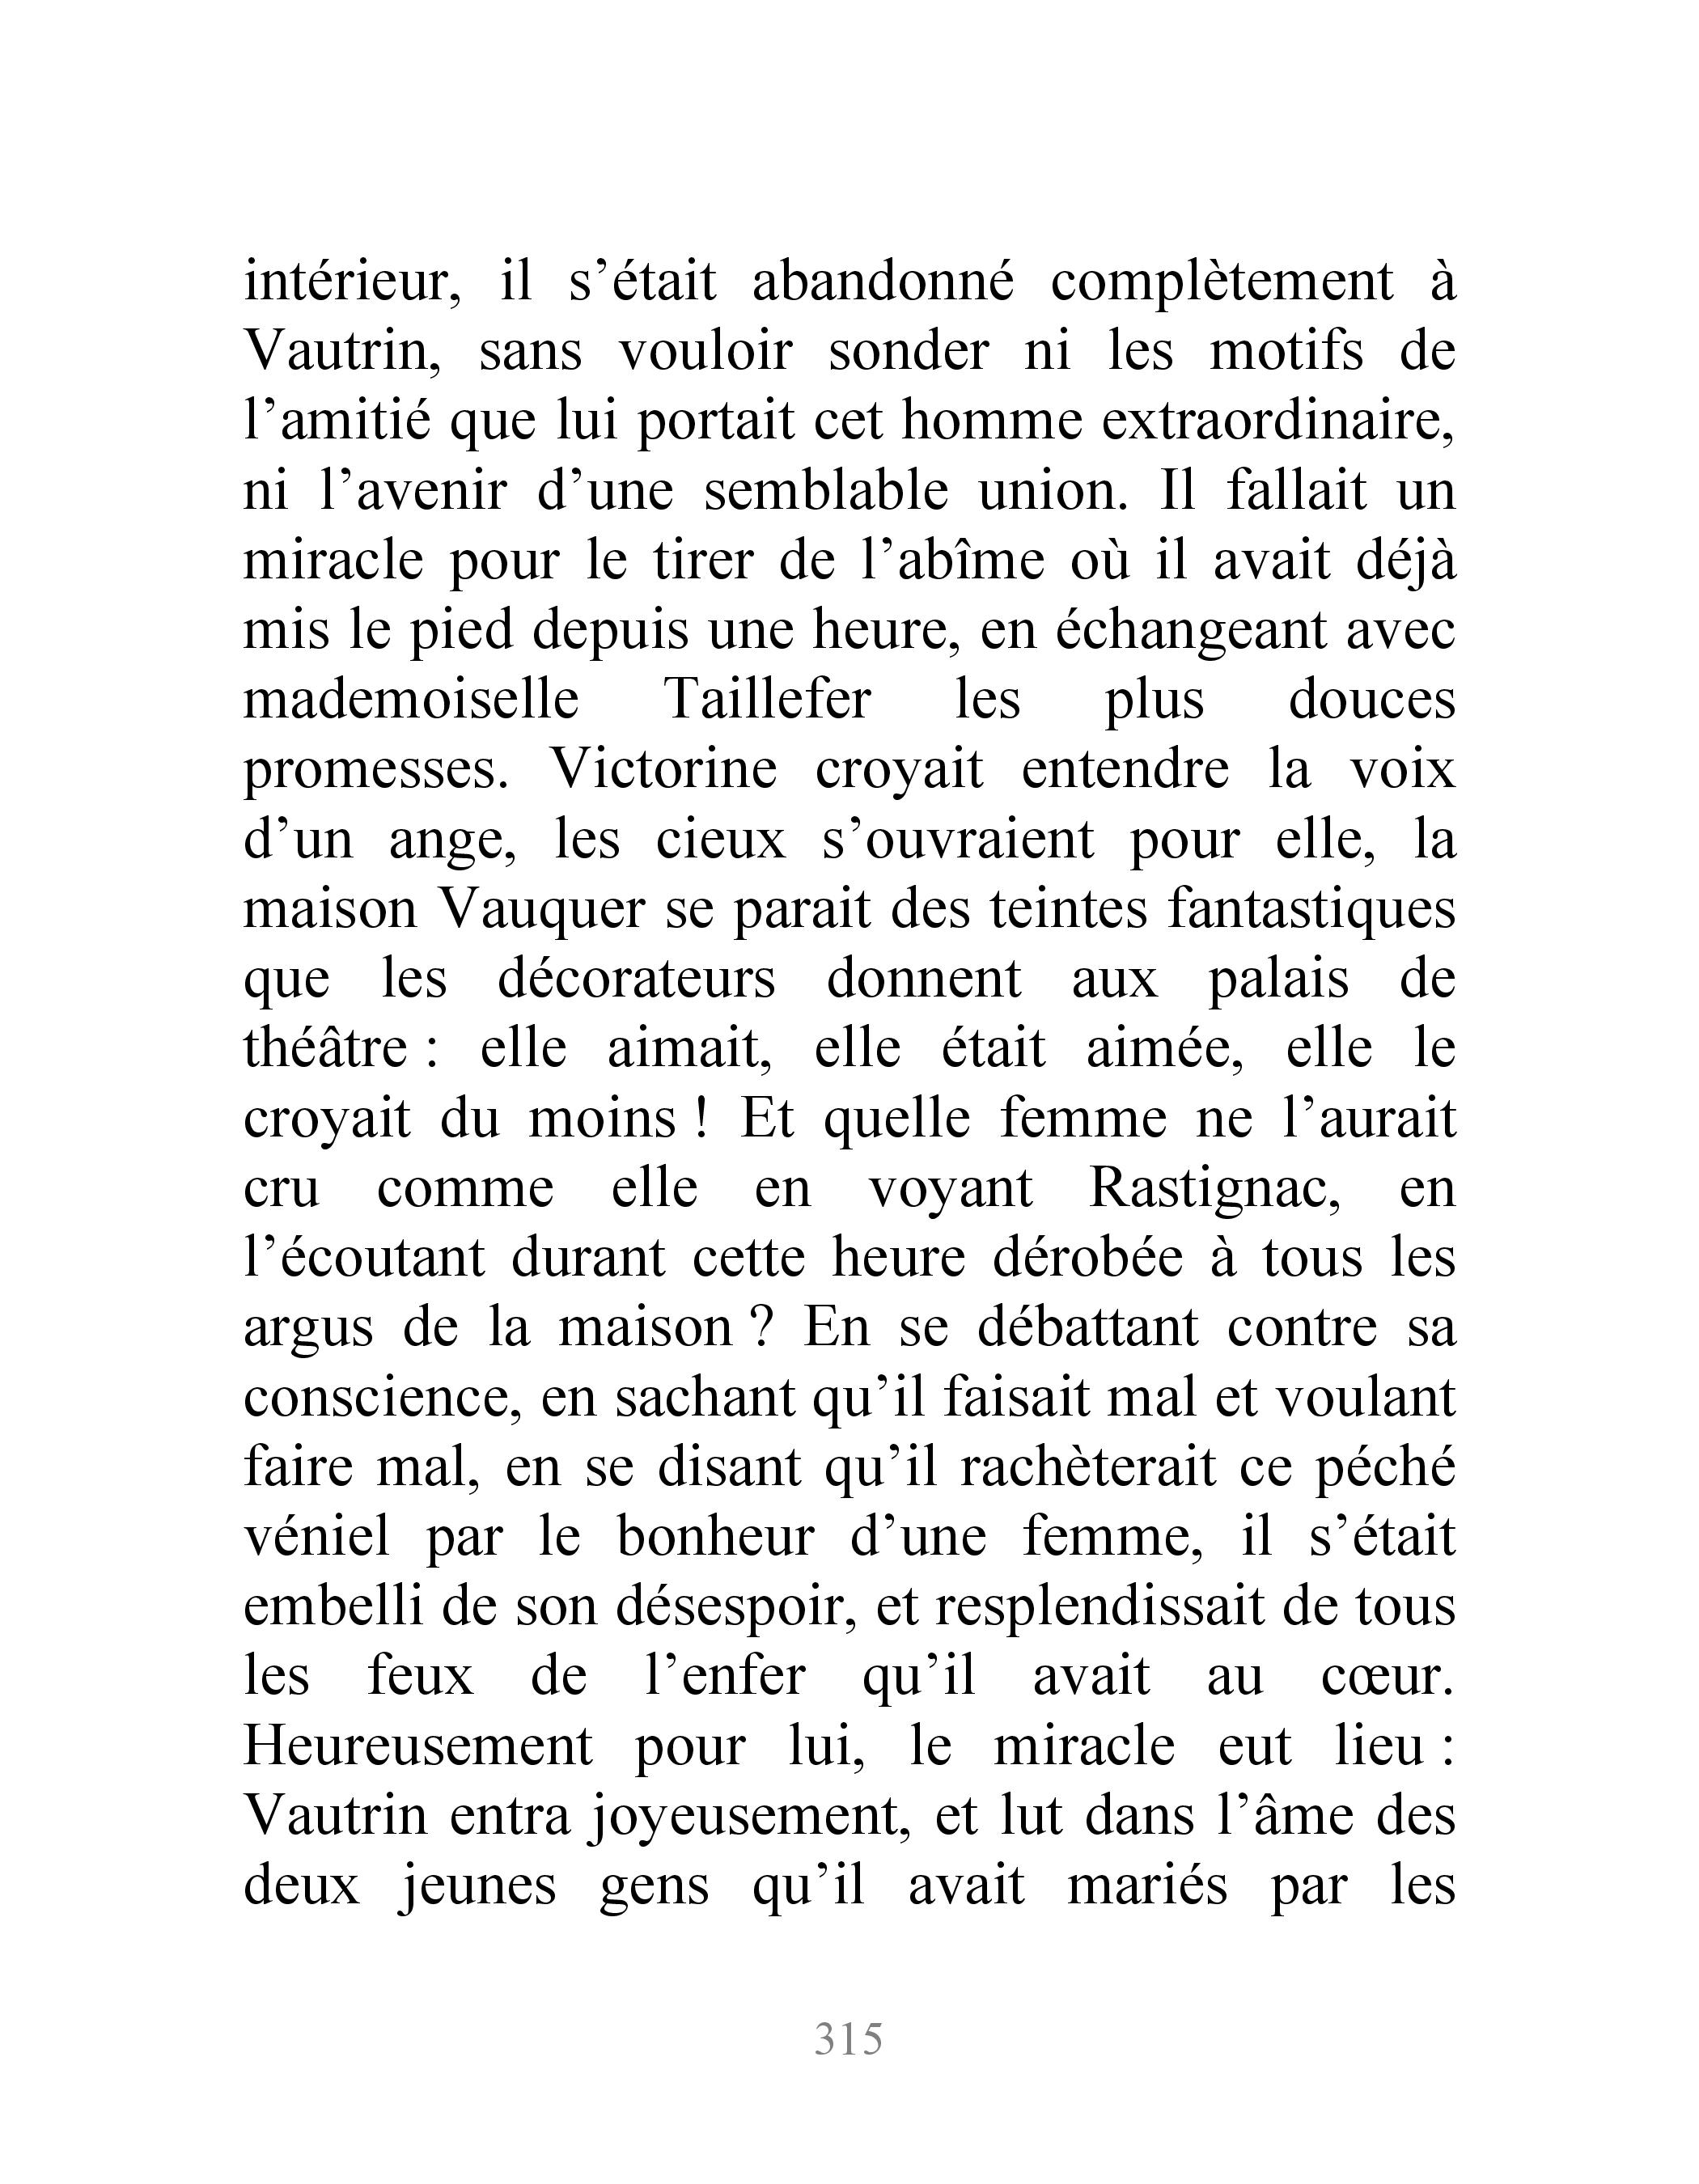 intérieur, il s’était abandonné complètement à
Vautrin, sans vouloir sonder ni les motifs de
l’amitié que lui portait cet homme extraordinaire,
ni l’avenir d’une semblable union. Il fallait un
miracle pour le tirer de l’abîme où il avait déjà
mis le pied depuis une heure, en échangeant avec
mademoiselle Taillefer les plus douces
promesses. Victorine croyait entendre la voix
d’un ange, les cieux s’ouvraient pour elle, la
maison Vauquer se parait des teintes fantastiques
que les décorateurs donnent aux palais de
théâtre : elle aimait, elle était aimée, elle le
croyait du moins ! Et quelle femme ne l’aurait
cru comme elle en voyant Rastignac, en
l’écoutant durant cette heure dérobée à tous les
argus de la maison ? En se débattant contre sa
conscience, en sachant qu’il faisait mal et voulant
faire mal, en se disant qu’il rachèterait ce péché
véniel par le bonheur d’une femme, il s’était
embelli de son désespoir, et resplendissait de tous
les feux de l’enfer qu’il avait au cœur.
Heureusement pour lui, le miracle eut lieu :
Vautrin entra joyeusement, et lut dans l’âme des
deux jeunes gens qu’il avait mariés par les
315